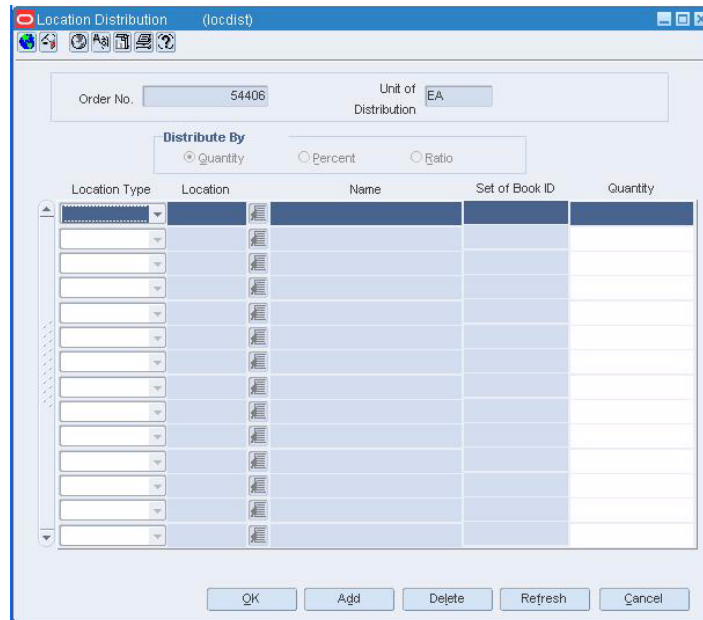 Location Distribution (locdist)
Order No. 54406 Unit of Distribution EA
Distribute By
Quantity Percent Ratio
Location Type Location Name Set of Book ID Quantity
OK Add Delete Refresh Cancel